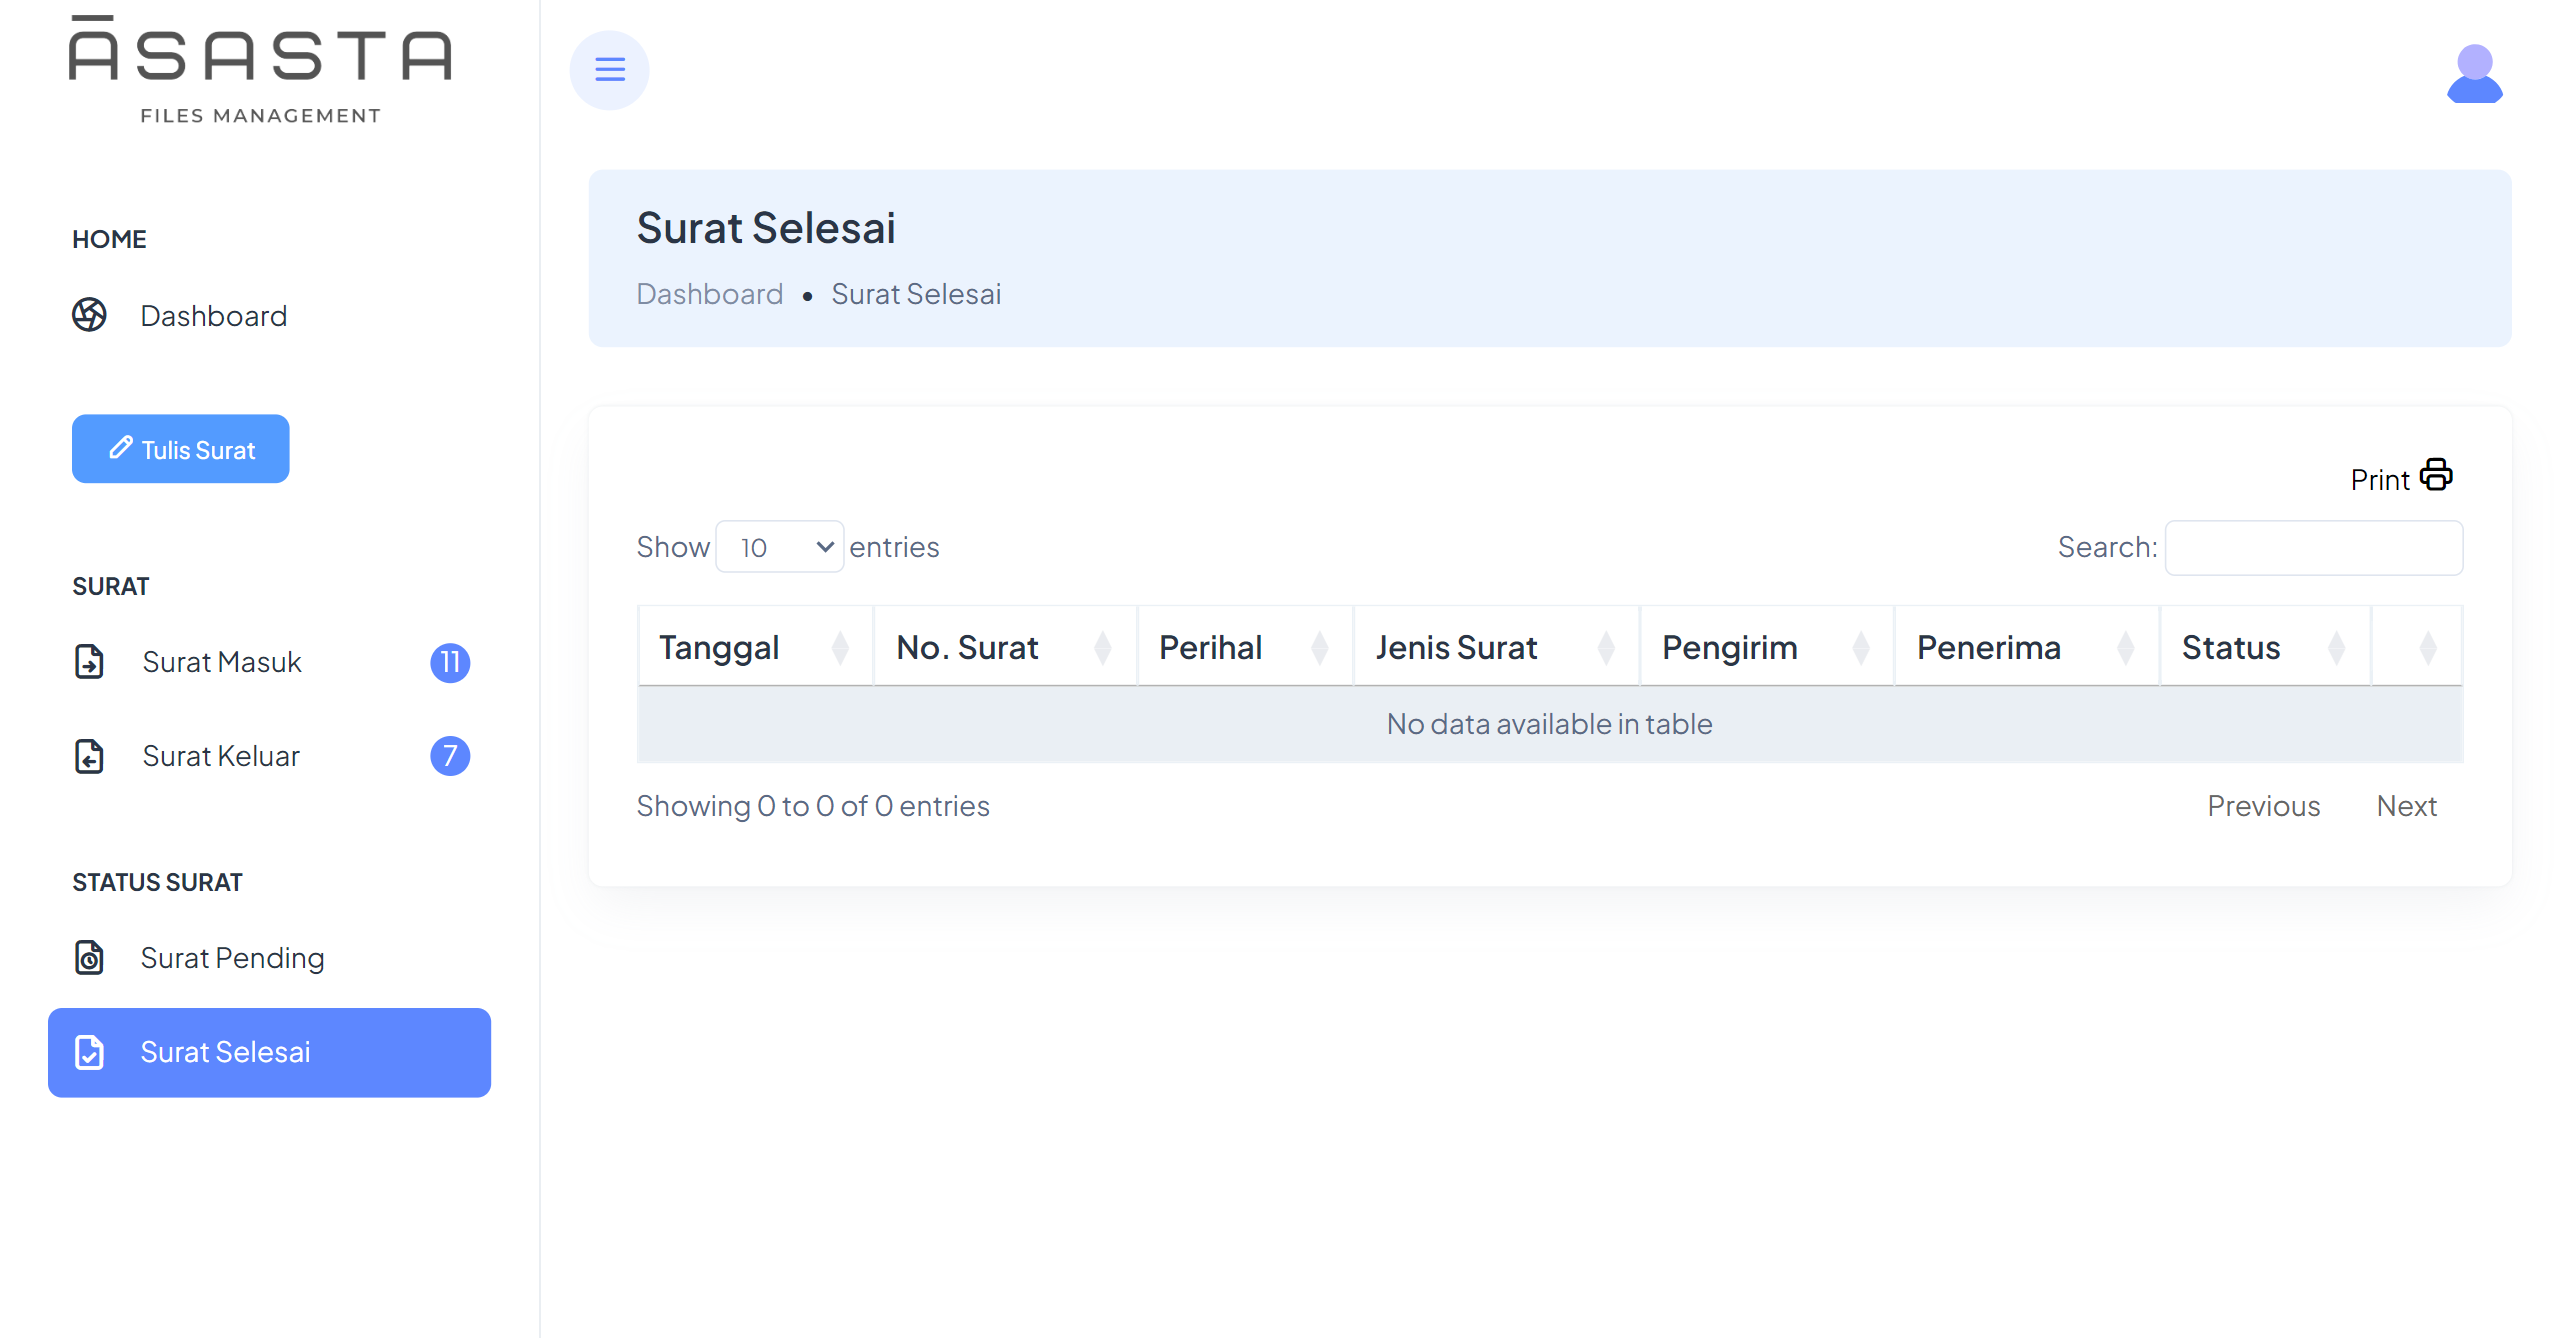 ĀSASTA
FILES MANAGEMENT
HOME
Dashboard
Tulis Surat
SURAT
Surat Masuk 11
Surat Keluar 7
STATUS SURAT
Surat Pending
Surat Selesai
Surat Selesai
Dashboard • Surat Selesai
Print
Show 10 entries Search:
Tanggal No. Surat Perihal Jenis Surat Pengirim Penerima Status
No data available in table
Showing 0 to 0 of 0 entries Previous Next